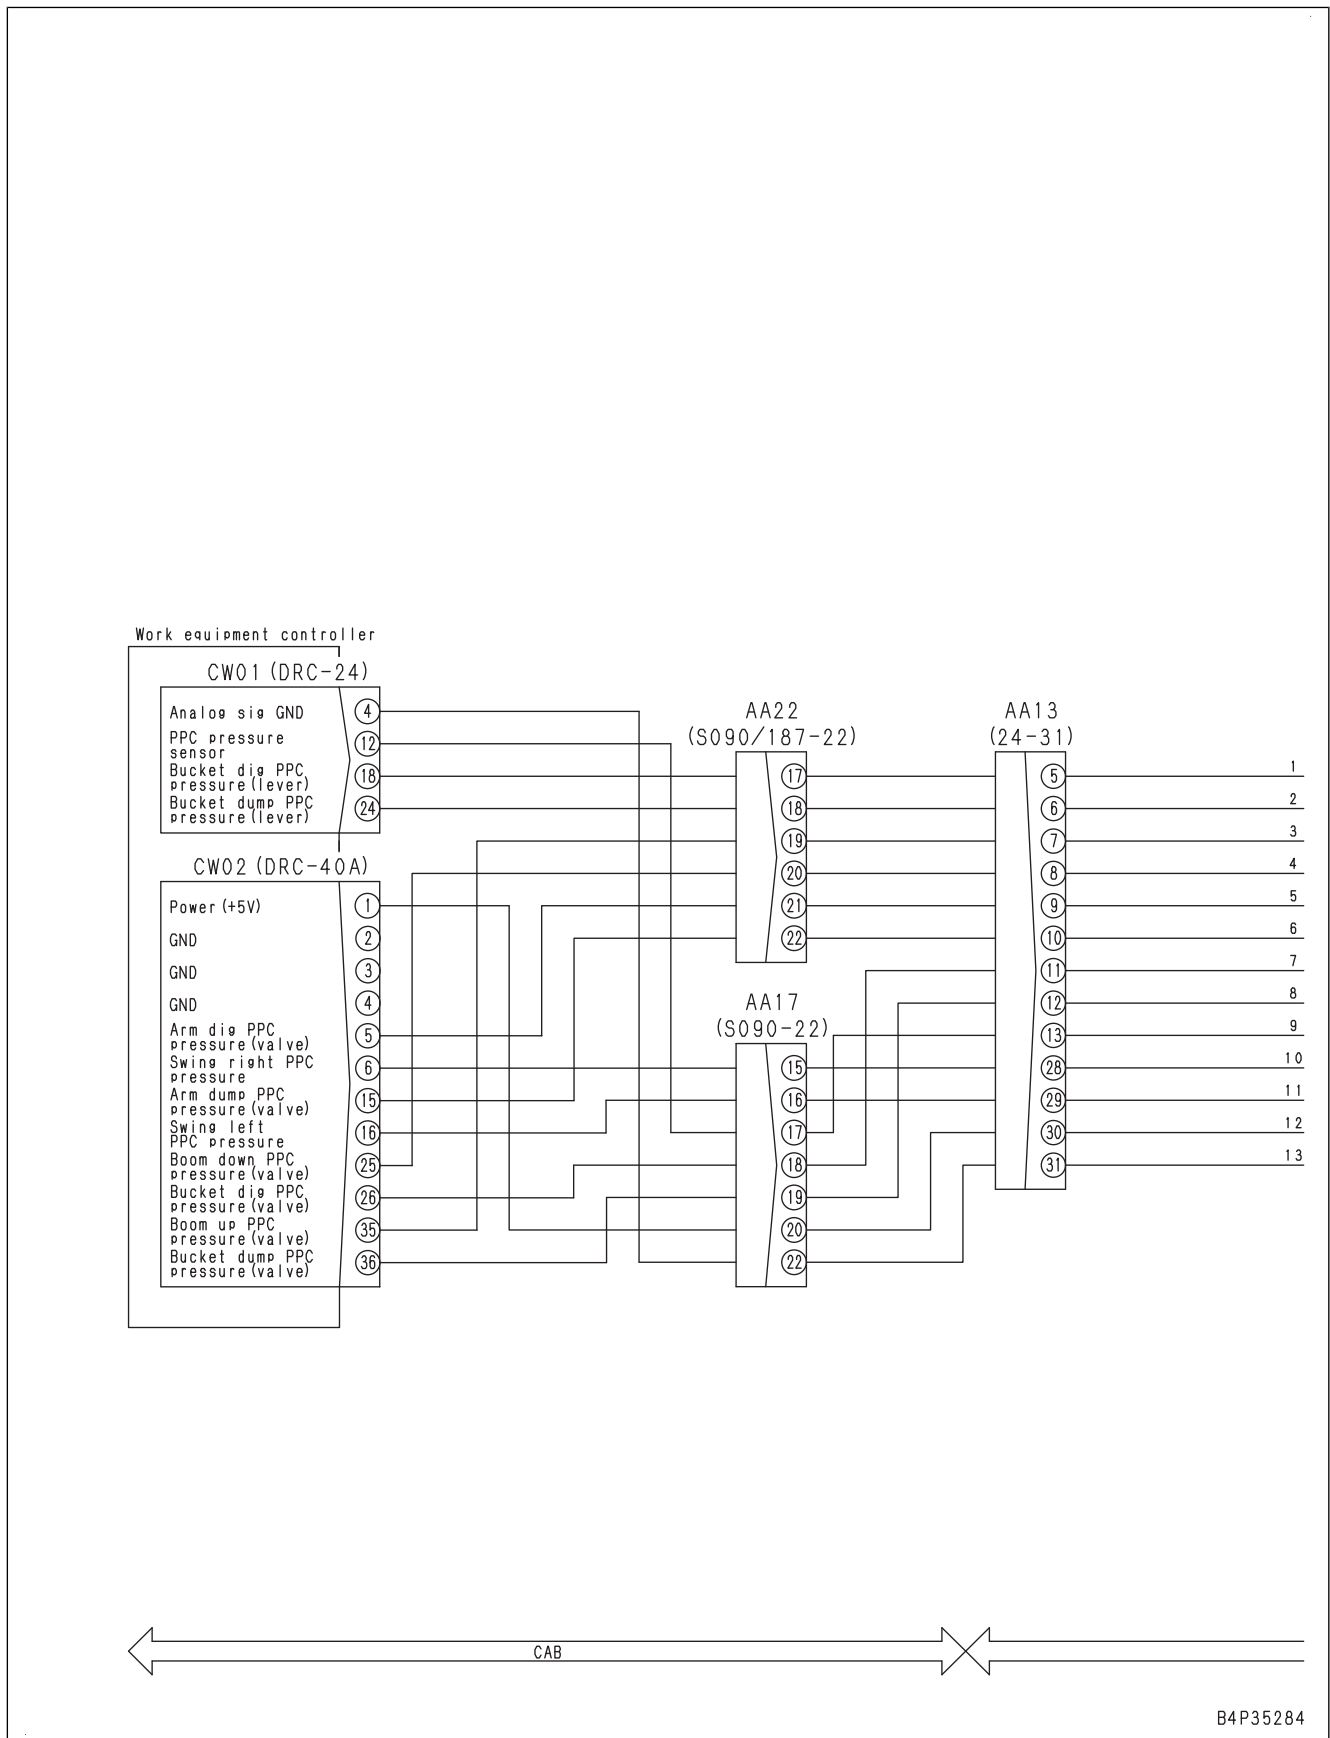 Work equipment controller
CW01(DRC-24)
Analog sig GND
4
PPC pressure
sensor
12
Bucket dig PPC
pressure(lever)
18
Bucket dump PPC
pressure(lever)
24
CW02(DRC-40A)
Power(+5V)
1
GND
2
GND
3
GND
4
Arm dig PPC
pressure(valve)
5
Swing right PPC
pressure
6
Arm dump PPC
pressure(valve)
15
Swing left
PPC pressure
16
Boom down PPC
pressure(valve)
25
Bucket dig PPC
pressure(valve)
26
Boom up PPC
pressure(valve)
35
Bucket dump PPC
pressure(valve)
36
AA22
(S090/187-22)
17
18
19
20
21
22
AA17
(S090-22)
15
16
17
18
19
20
22
AA13
(24-31)
5
6
7
8
9
10
11
12
13
28
29
30
31
1
2
3
4
5
6
7
8
9
10
11
12
13
CAB
B4P35284